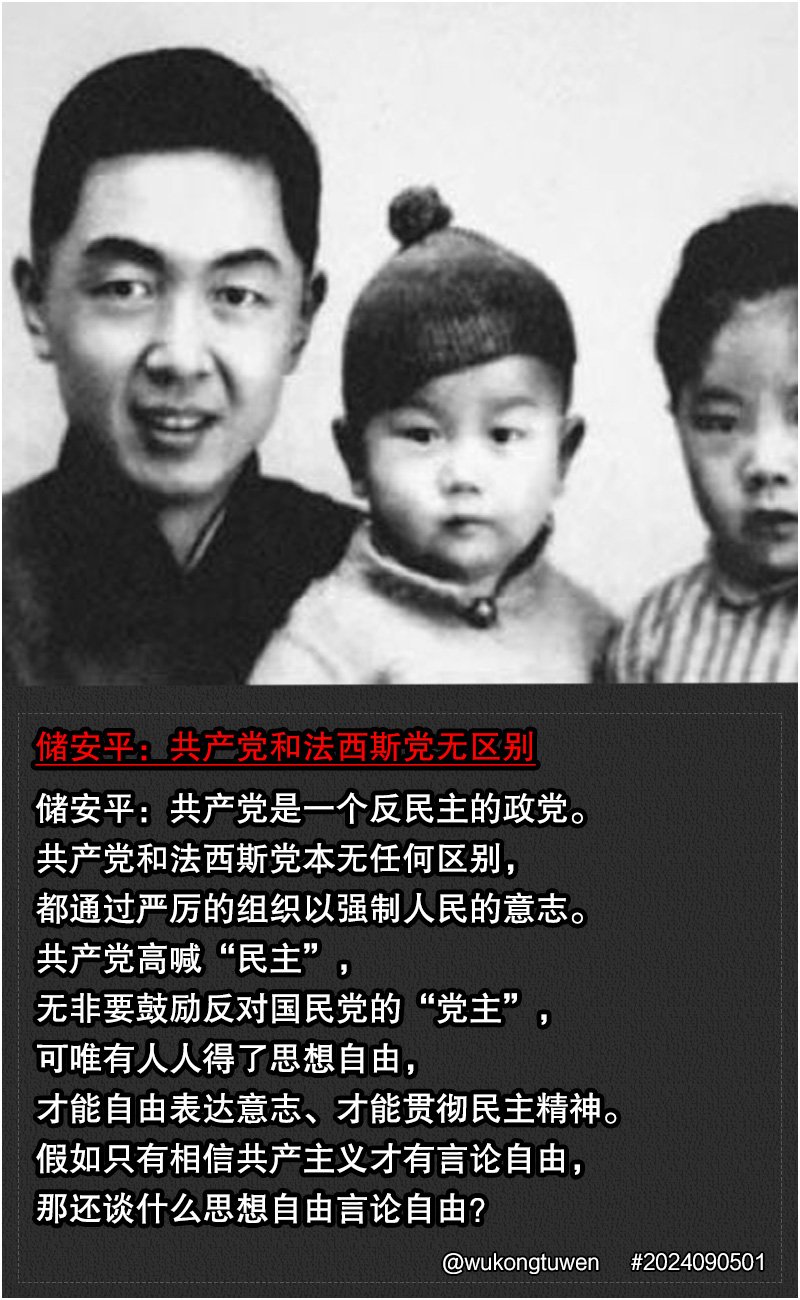 储安平：共产党和法西斯党无区别
储安平：共产党是一个反民主的政党。
共产党和法西斯党本无任何区别，
都通过严厉的组织以强制人民的意志。
共产党高喊“民主”，
无非要鼓励反对国民党的“党主”，
可唯有人人得了思想自由，
才能自由表达意志、才能贯彻民主精神。
假如只有相信共产主义才有言论自由，
那还谈什么思想自由言论自由？
@wukongtuwen #2024090501